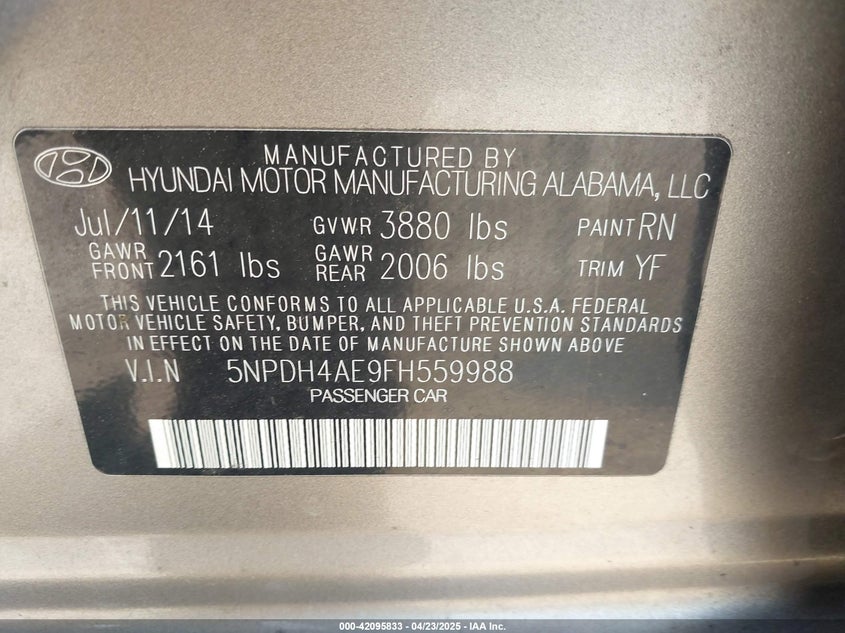 MANUFACTURED BY
HYUNDAI MOTOR MANUFACTURING ALABAMA, LLC
Jul/11/14 GVWR 3880 lbs PAINT RN
GAWR FRONT 2161 lbs GAWR REAR 2006 lbs TRIM YF
THIS VEHICLE CONFORMS TO ALL APPLICABLE U.S.A. FEDERAL
MOTOR VEHICLE SAFETY, BUMPER, AND THEFT PREVENTION STANDARDS
IN EFFECT ON THE DATE OF MANUFACTURE SHOWN ABOVE
V.I.N 5NPDH4AE9FH559988
PASSENGER CAR
000-42095833 - 04/23/2025 - IAA Inc.